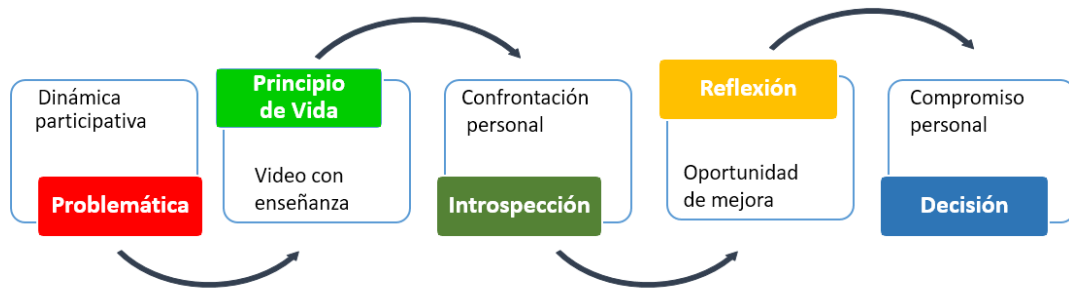 Dinámica
participativa
Problemática
Principio
de Vida
Video con
enseñanza
Confrontación
personal
Introspección
Reflexión
Oportunidad
de mejora
Compromiso
personal
Decisión